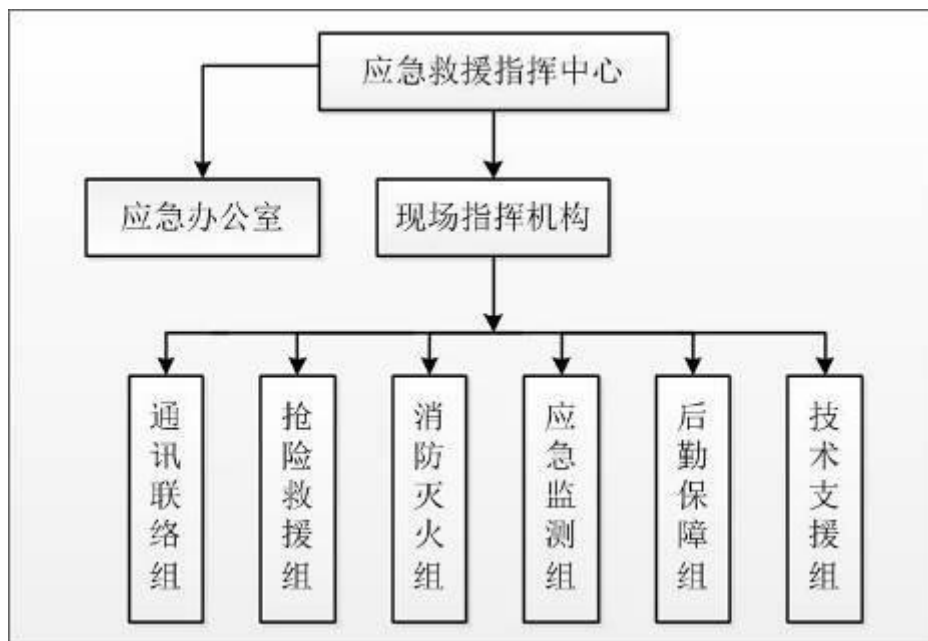 应急救援指挥中心
应急办公室
现场指挥机构
通讯联络组
抢险救援组
消防灭火组
应急监测组
后勤保障组
技术支援组